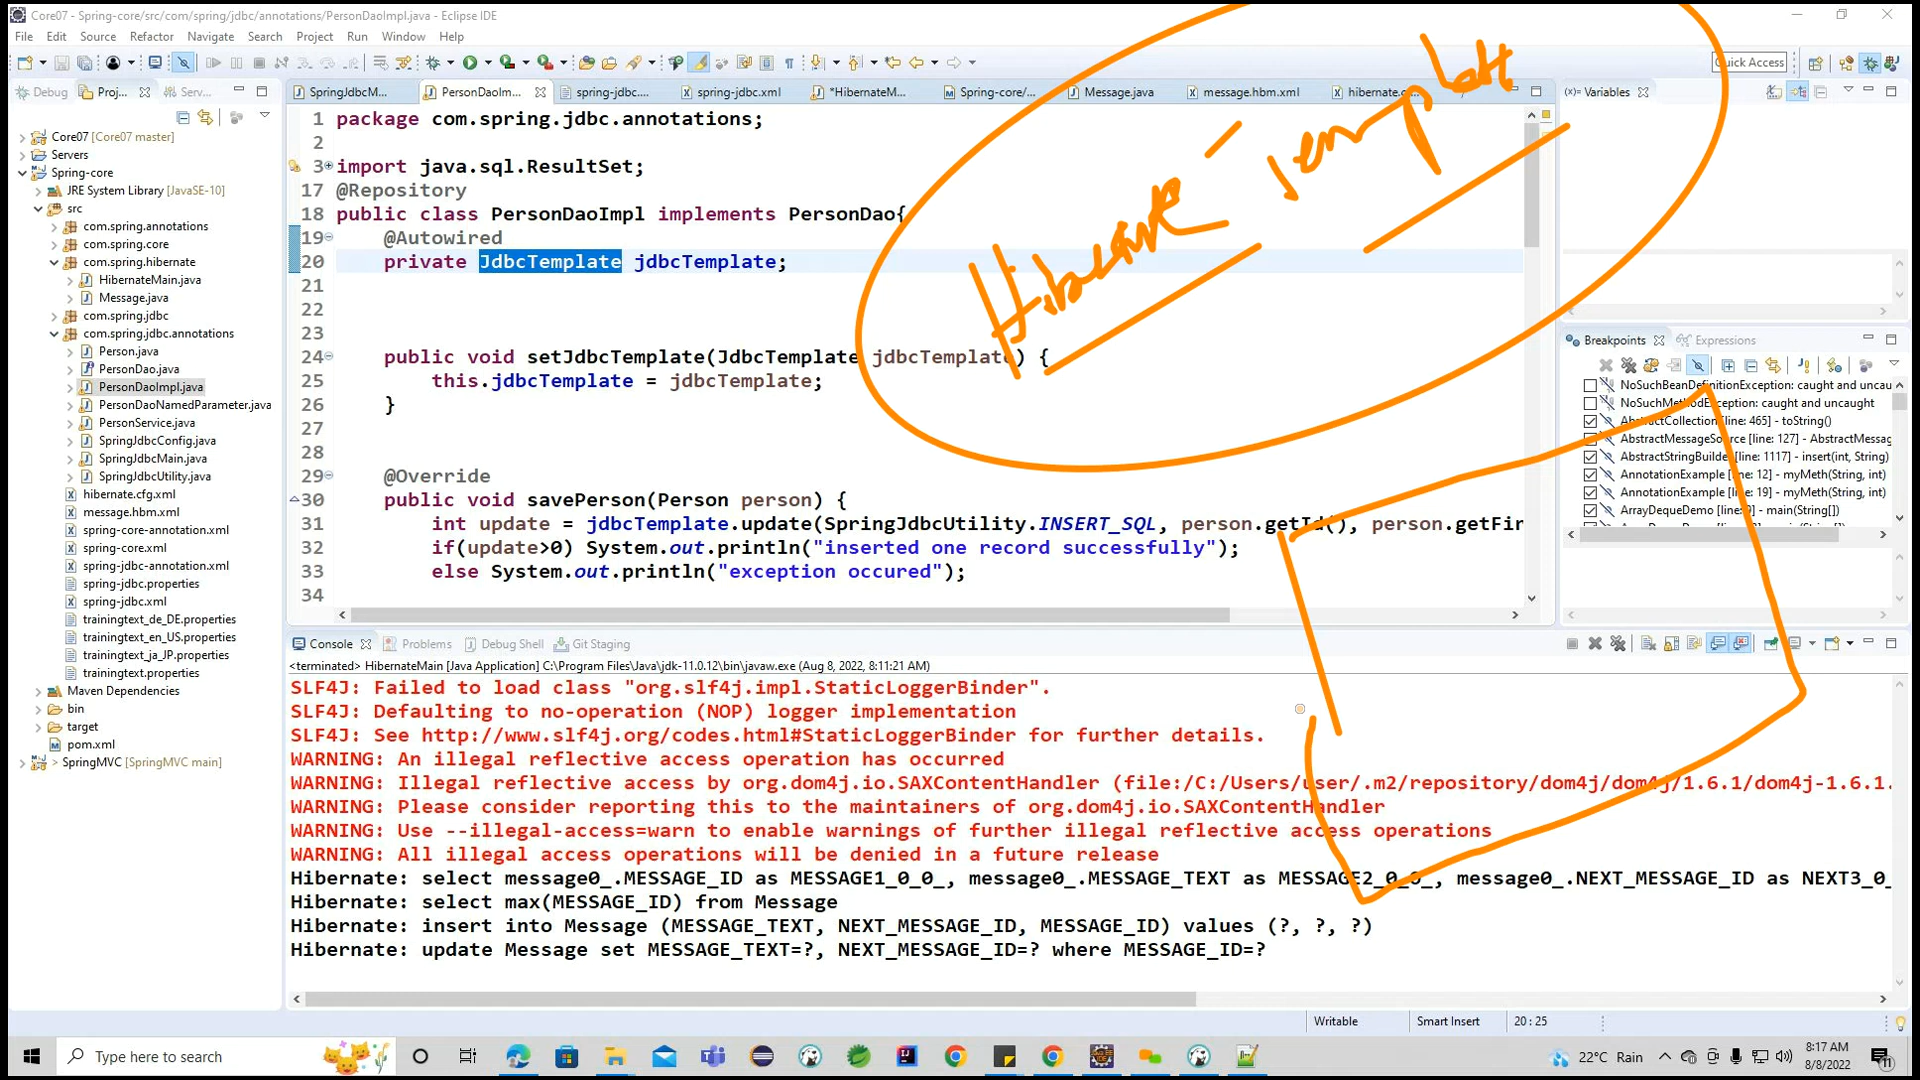 Core07 - Spring-core/src/com/spring/jdbc/annotations/PersonDaoImpl.java - Eclipse IDE
File Edit Source Refactor Navigate Search Project Run Window Help
Quick Access
Debug Proj... Serv...
SpringJdbcM... PersonDaoIm... spring-jdbc.... spring-jdbc.xml *HibernateM... Spring-core/... Message.java message.hbm.xml hibernate.c...
(x)= Variables
Core07 [Core07 master]
Servers
Spring-core
JRE System Library [JavaSE-10]
src
com.spring.annotations
com.spring.core
com.spring.hibernate
HibernateMain.java
Message.java
com.spring.jdbc
com.spring.jdbc.annotations
Person.java
PersonDao.java
PersonDaoImpl.java
PersonDaoNamedParameter.java
PersonService.java
SpringJdbcConfig.java
SpringJdbcMain.java
SpringJdbcUtility.java
hibernate.cfg.xml
message.hbm.xml
spring-core-annotation.xml
spring-core.xml
spring-jdbc-annotation.xml
spring-jdbc.properties
spring-jdbc.xml
trainingtext_de_DE.properties
trainingtext_en_US.properties
trainingtext_ja_JP.properties
trainingtext.properties
Maven Dependencies
bin
target
pom.xml
> SpringMVC [SpringMVC main]
1 package com.spring.jdbc.annotations;
2
3 import java.sql.ResultSet;
17 @Repository
18 public class PersonDaoImpl implements PersonDao{
19 @Autowired
20 private JdbcTemplate jdbcTemplate;
21
22
23
24 public void setJdbcTemplate(JdbcTemplate jdbcTemplate) {
25 this.jdbcTemplate = jdbcTemplate;
26 }
27
28
29 @Override
30 public void savePerson(Person person) {
31 int update = jdbcTemplate.update(SpringJdbcUtility.INSERT_SQL, person.getId(), person.getFir
32 if(update>0) System.out.println("inserted one record successfully");
33 else System.out.println("exception occured");
34
Hibernate Template
Breakpoints Expressions
NoSuchBeanDefinitionException: caught and uncau
NoSuchMethodException: caught and uncaught
AbstractCollection [line: 465] - toString()
AbstractMessageSource [line: 127] - AbstractMessag
AbstractStringBuilder [line: 1117] - insert(int, String)
AnnotationExample [line: 12] - myMeth(String, int)
AnnotationExample [line: 19] - myMeth(String, int)
ArrayDequeDemo [line: 9] - main(String[])
Console Problems Debug Shell Git Staging
<terminated> HibernateMain [Java Application] C:\Program Files\Java\jdk-11.0.12\bin\javaw.exe (Aug 8, 2022, 8:11:21 AM)
SLF4J: Failed to load class "org.slf4j.impl.StaticLoggerBinder".
SLF4J: Defaulting to no-operation (NOP) logger implementation
SLF4J: See http://www.slf4j.org/codes.html#StaticLoggerBinder for further details.
WARNING: An illegal reflective access operation has occurred
WARNING: Illegal reflective access by org.dom4j.io.SAXContentHandler (file:/C:/Users/user/.m2/repository/dom4j/dom4j/1.6.1/dom4j-1.6.1.
WARNING: Please consider reporting this to the maintainers of org.dom4j.io.SAXContentHandler
WARNING: Use --illegal-access=warn to enable warnings of further illegal reflective access operations
WARNING: All illegal access operations will be denied in a future release
Hibernate: select message0_.MESSAGE_ID as MESSAGE1_0_0_, message0_.MESSAGE_TEXT as MESSAGE2_0_0_, message0_.NEXT_MESSAGE_ID as NEXT3_0_
Hibernate: select max(MESSAGE_ID) from Message
Hibernate: insert into Message (MESSAGE_TEXT, NEXT_MESSAGE_ID, MESSAGE_ID) values (?, ?, ?)
Hibernate: update Message set MESSAGE_TEXT=?, NEXT_MESSAGE_ID=? where MESSAGE_ID=?
Writable Smart Insert 20 : 25
Type here to search
22°C Rain
8:17 AM
8/8/2022
11